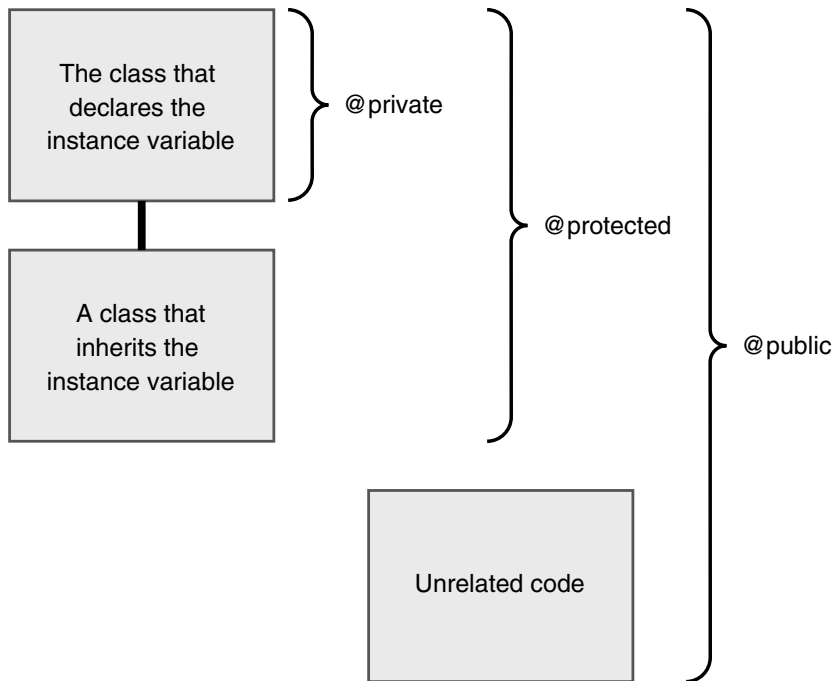 The class that
declares the
instance variable
@private
@protected
A class that
inherits the
instance variable
@public
Unrelated code